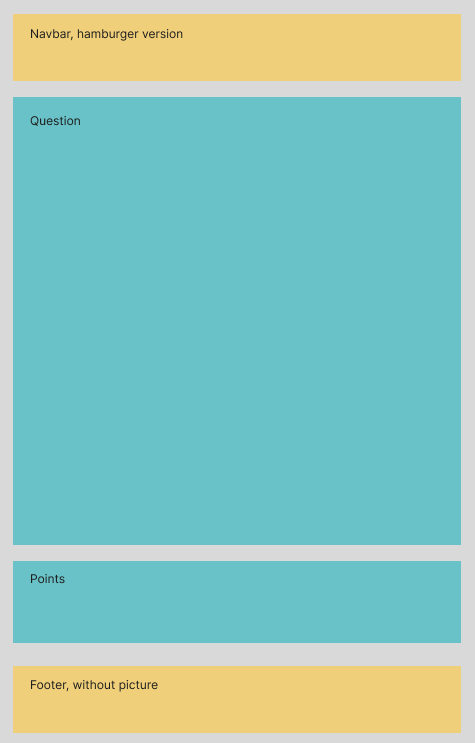 Navbar, hamburger version
Question
Points
Footer, without picture